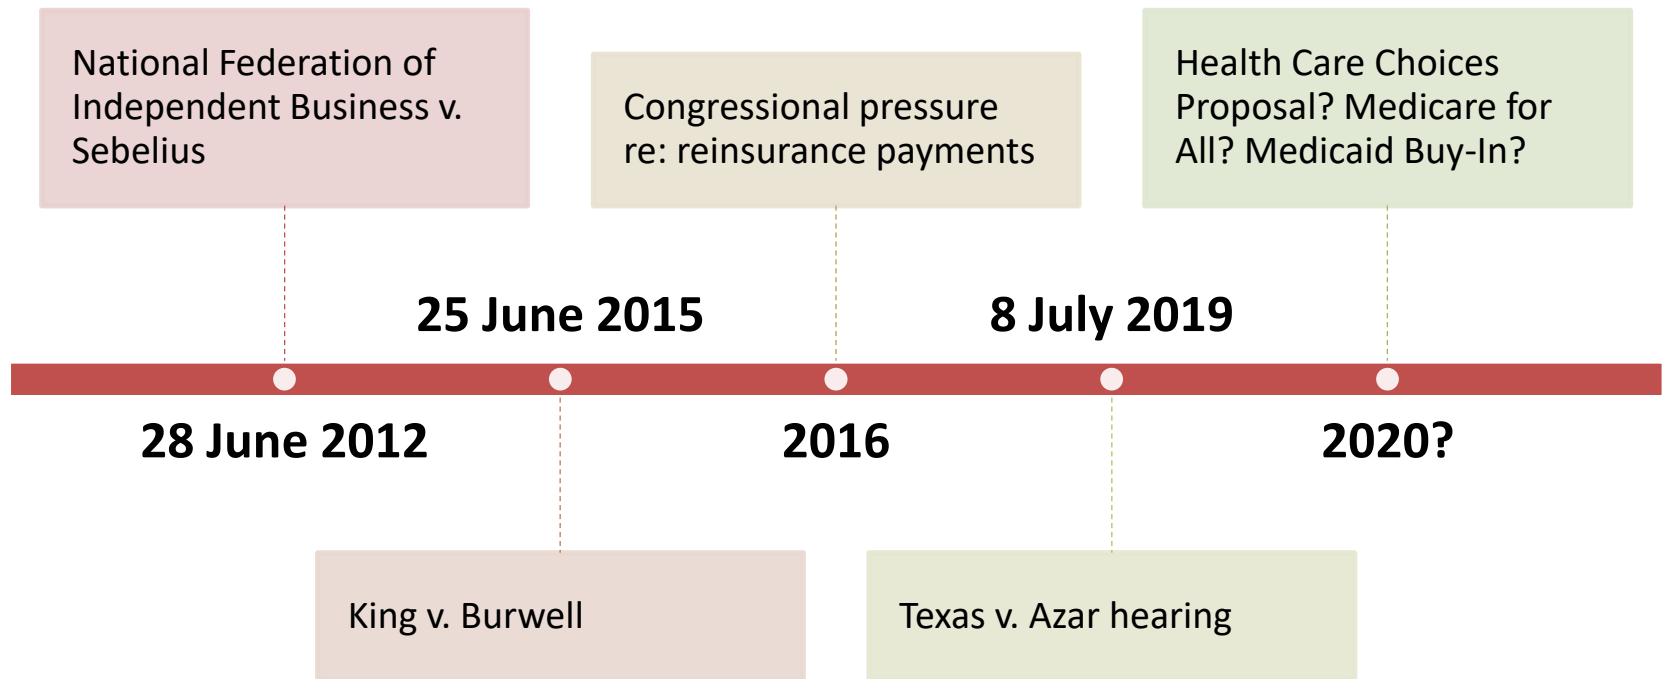 National Federation of
Independent Business v.
Sebelius
Congressional pressure
re: reinsurance payments
Health Care Choices
Proposal? Medicare for
All? Medicaid Buy-In?
25 June 2015
8 July 2019
28 June 2012
2016
2020?
King v. Burwell
Texas v. Azar hearing